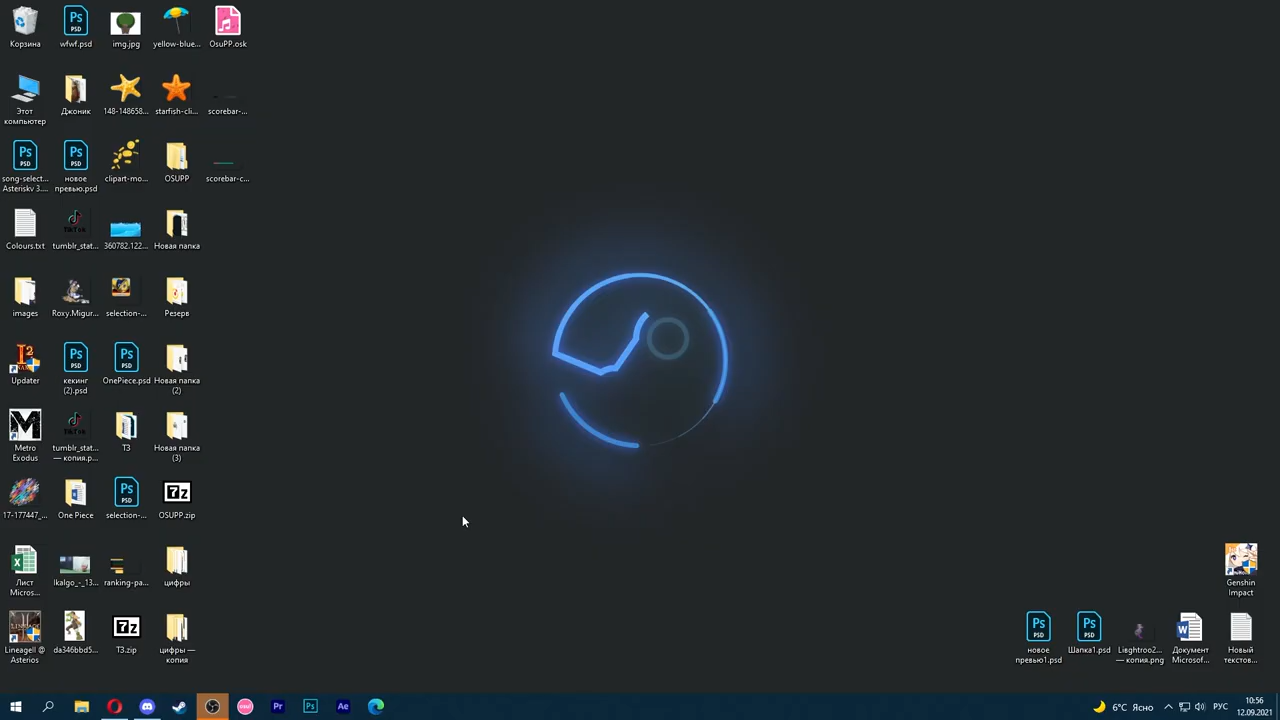 Корзина
wfwf.psd
img.jpg
yellow-blue...
OsuPP.osk
Этот
компьютер
Джоник
148-148658...
starfish-cli...
scorebar-...
song-select...
Asteriskv 3....
новое
превью.psd
clipart-mo...
OSUPP
scorebar-c...
Colours.txt
tumblr_stat...
360782.122...
Новая папка
images
Roxy.Migur...
selection-...
Резерв
Updater
кекинг
(2).psd
OnePiece.psd
Новая папка
(2)
Metro
Exodus
tumblr_stat...
— копия.p...
ТЗ
Новая папка
(3)
17-177447_...
One Piece
selection-...
OSUPP.zip
Лист
Micros...
lkalgo_-_13...
ranking-pa...
цифры
LineageII @
Asterios
da346bbd5...
ТЗ.zip
цифры —
копия
Genshin
Impact
новое
превью1.psd
Шапка1.psd
Lisghtroo2...
— копия.png
Документ
Microsof...
Новый
текстов...
6°C Ясно
РУС
10:56
12.09.2021